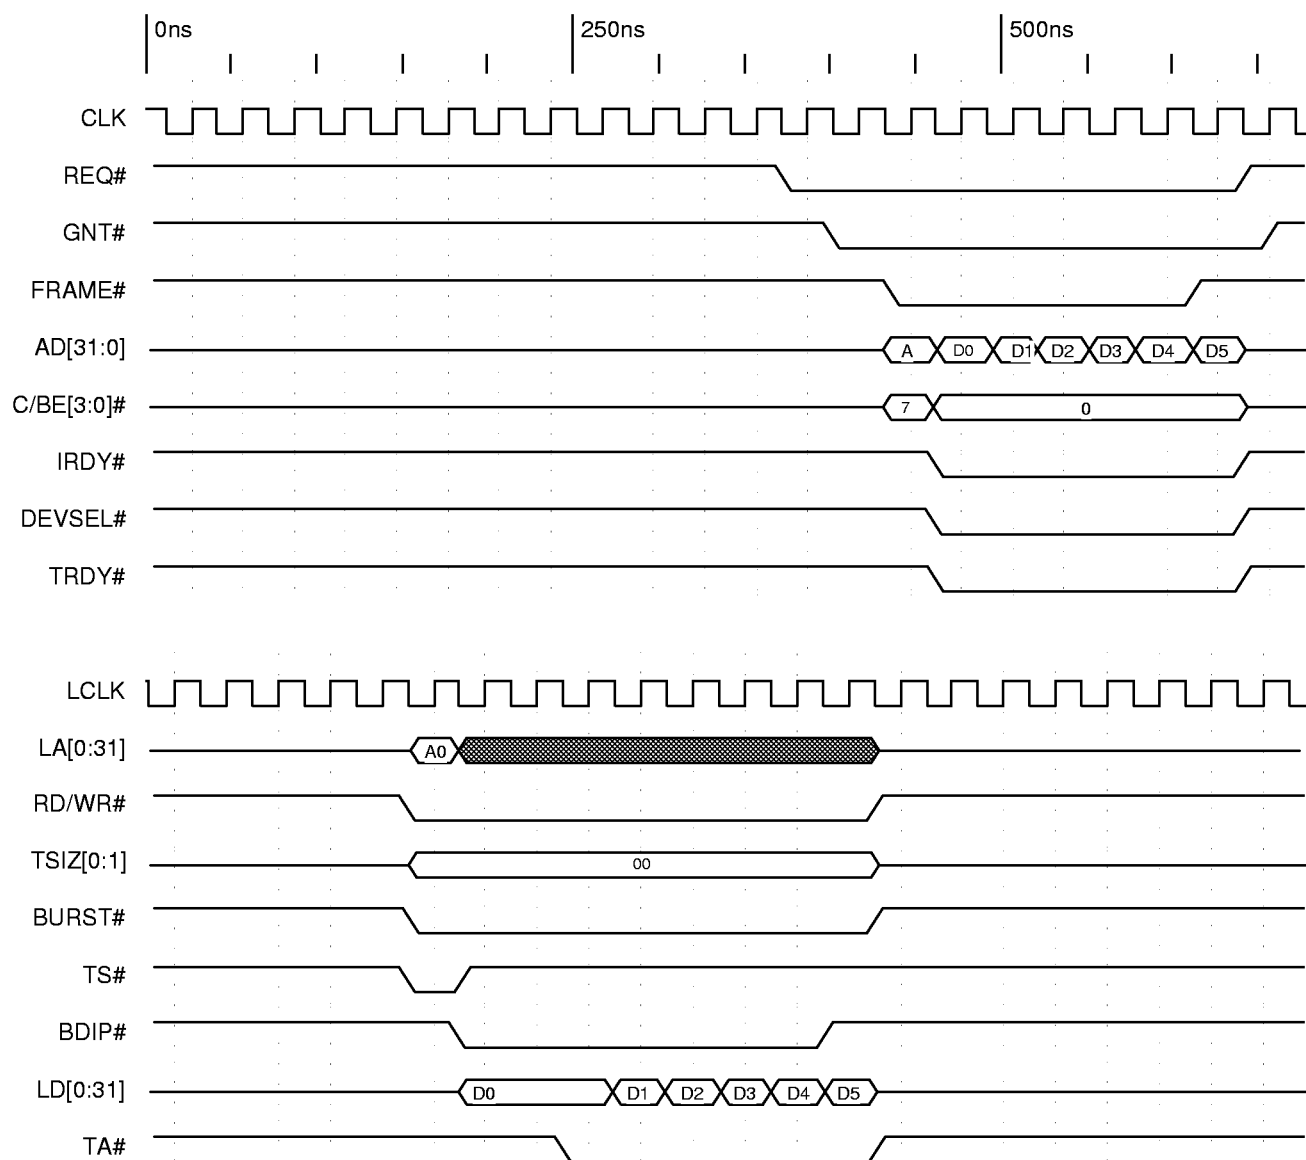 0ns 250ns 500ns
CLK
REQ#
GNT#
FRAME#
AD[31:0] A D0 D1 D2 D3 D4 D5
C/BE[3:0]# 7 0
IRDY#
DEVSEL#
TRDY#
LCLK
LA[0:31] A0
RD/WR#
TSIZ[0:1] 00
BURST#
TS#
BDIP#
LD[0:31] D0 D1 D2 D3 D4 D5
TA#